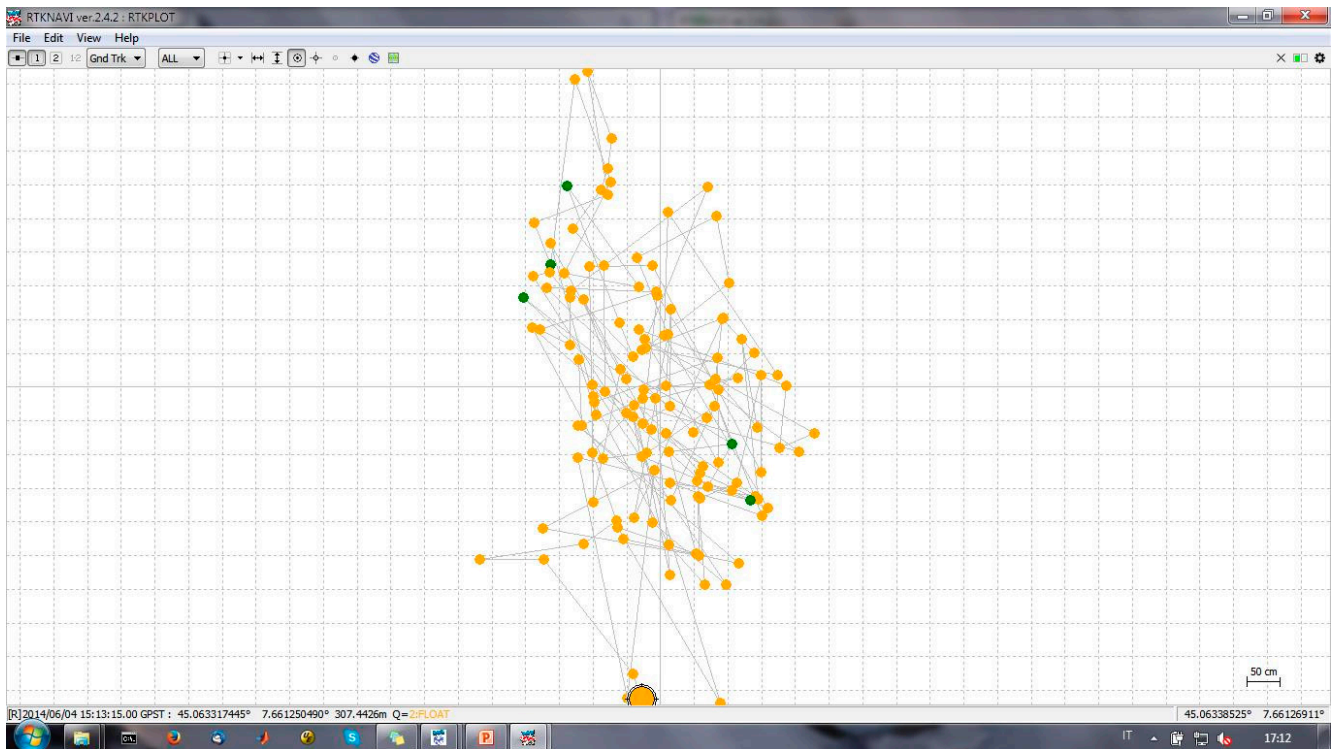 RTKNAVI ver.2.4.2 : RTKPLOT
File Edit View Help
1 2 1-2 Gnd Trk ALL
50 cm
[R]2014/06/04 15:13:15.00 GPST : 45.063317445° 7.661250490° 307.4426m Q=2:FLOAT 45.06338525° 7.66126911°
IT 17:12